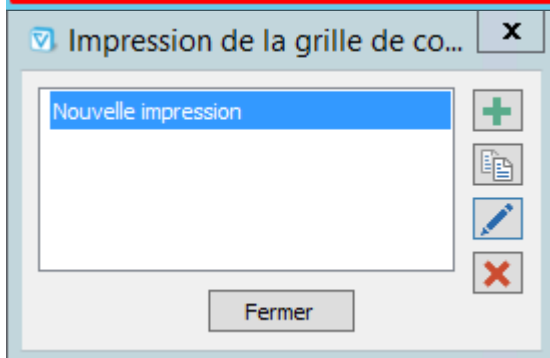 Impression de la grille de co...
Nouvelle impression
Fermer